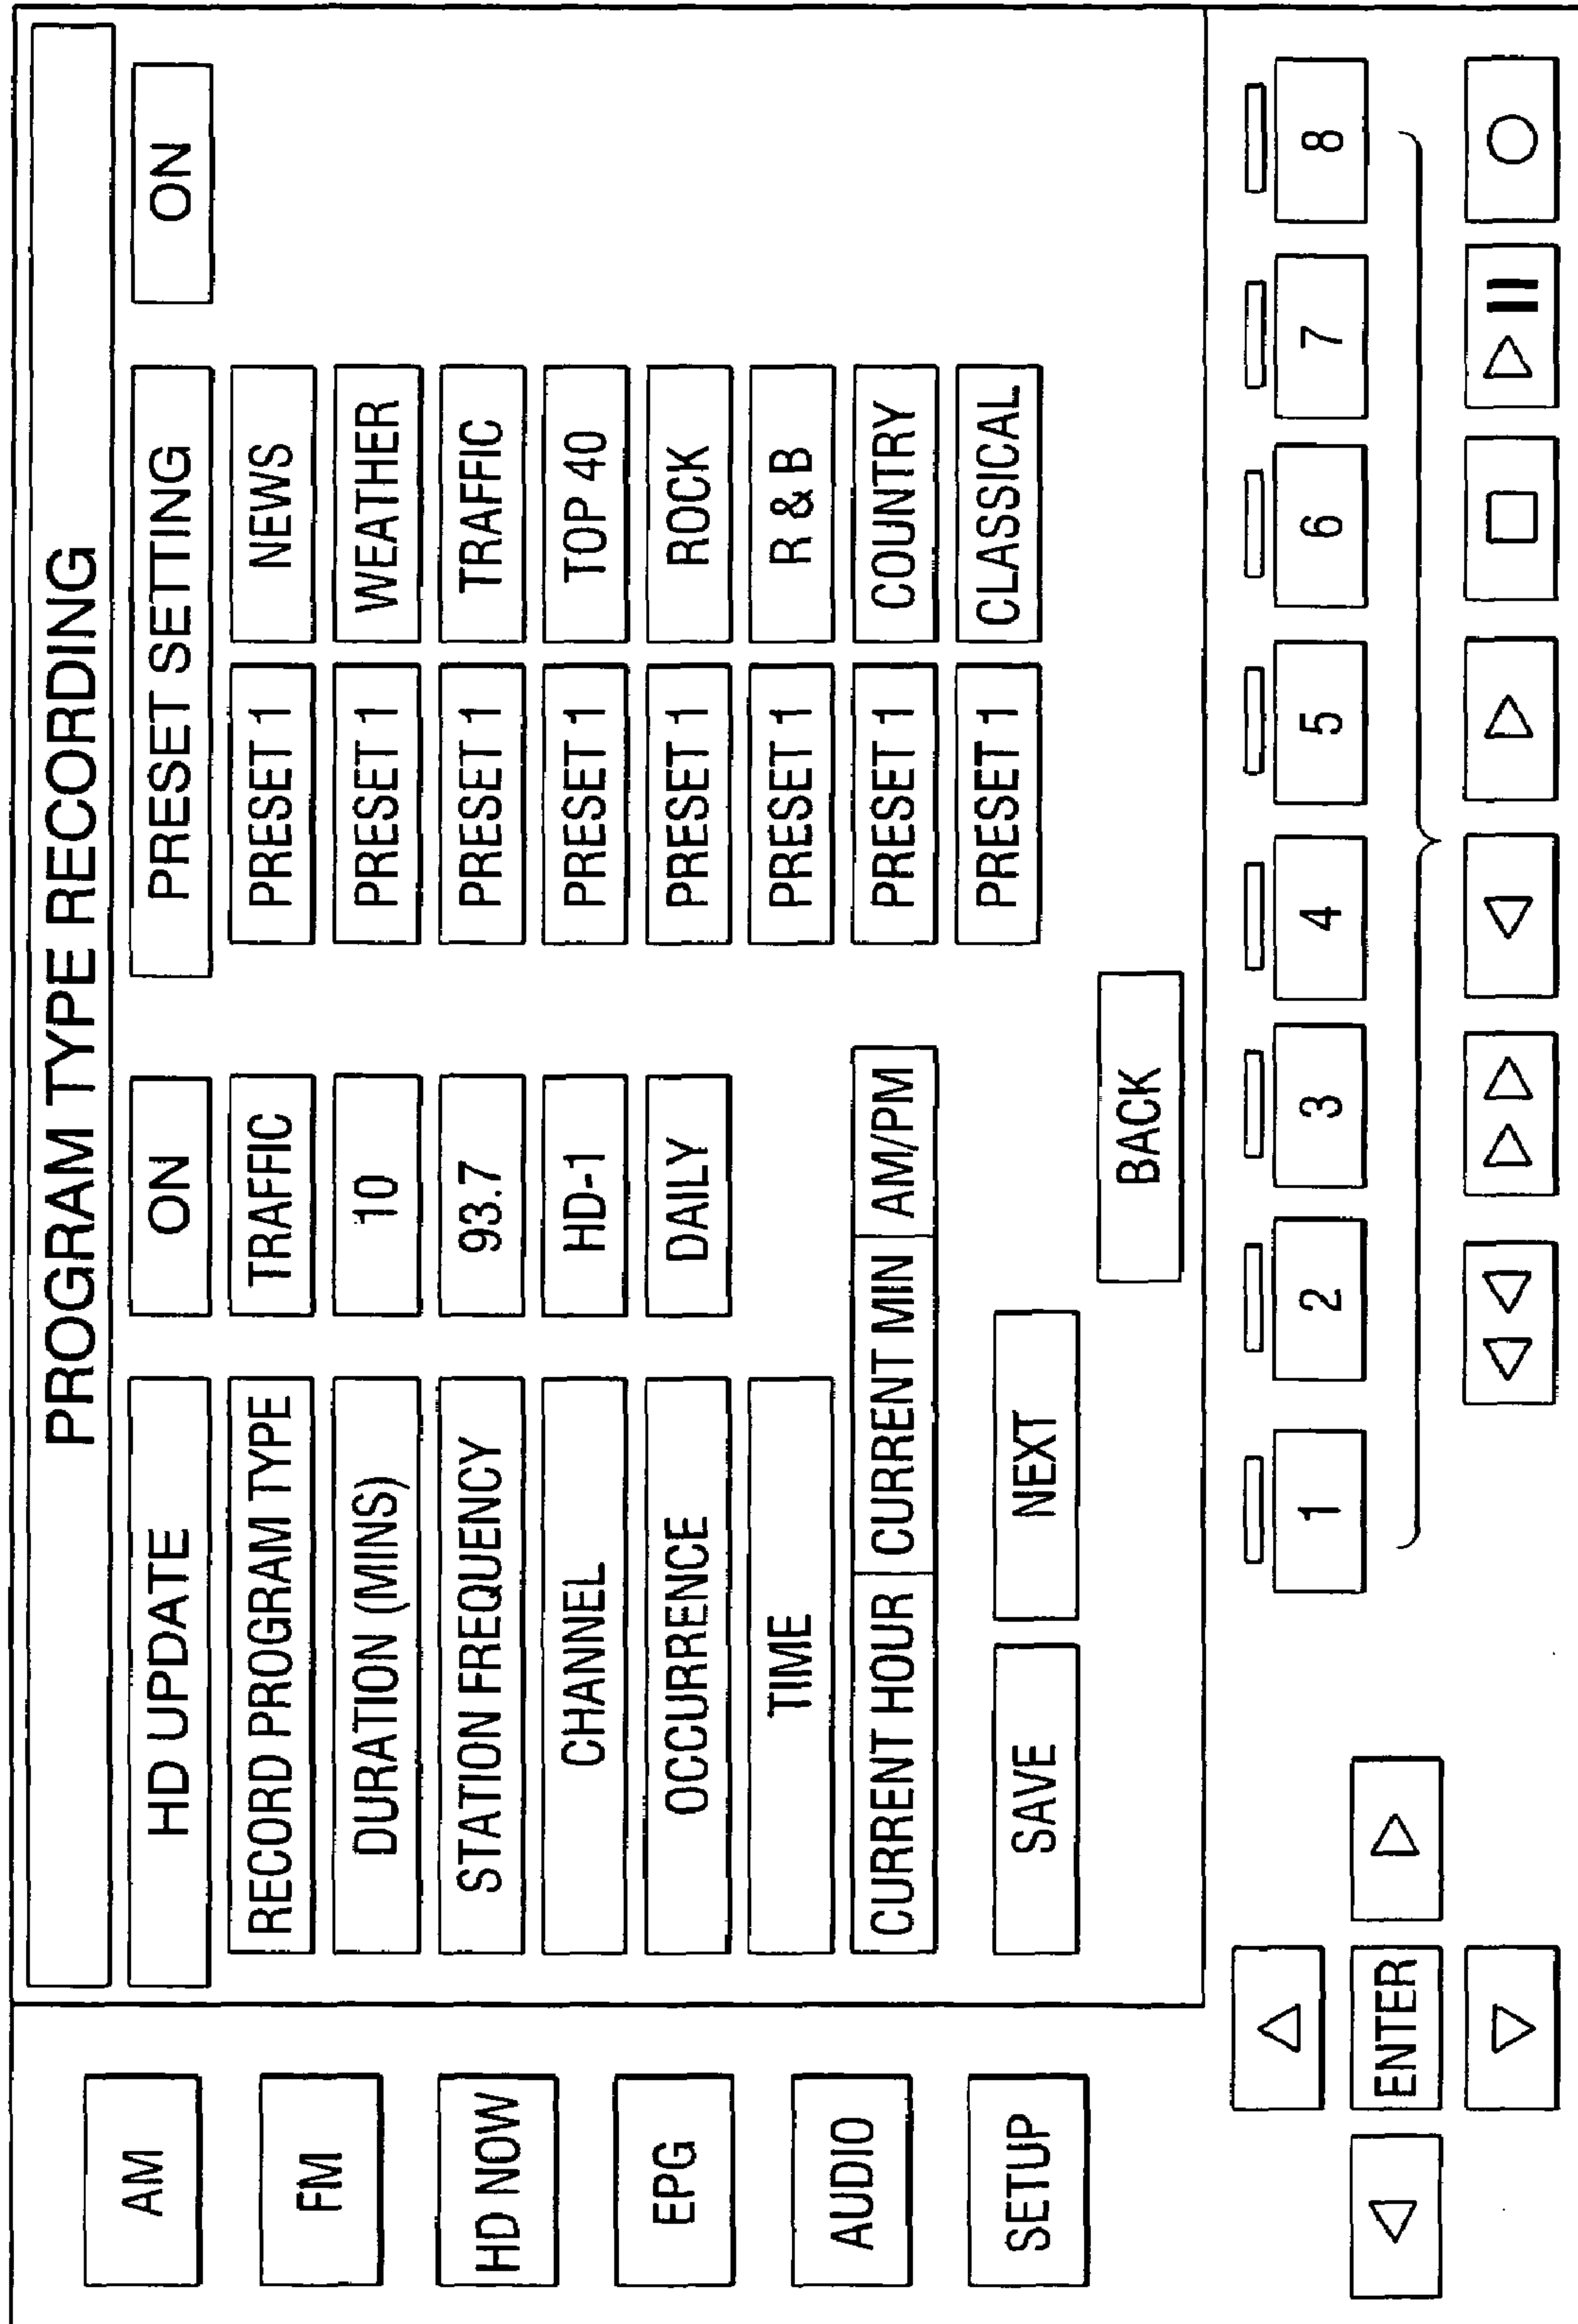 PROGRAM TYPE RECORDING
HD UPDATE ON PRESET SETTING ON
RECORD PROGRAM TYPE TRAFFIC PRESET 1 NEWS
DURATION (MINS) 10 PRESET 1 WEATHER
STATION FREQUENCY 93.7 PRESET 1 TRAFFIC
CHANNEL HD-1 PRESET 1 TOP 40
OCCURRENCE DAILY PRESET 1 ROCK
TIME PRESET 1 R & B
CURRENT HOUR CURRENT MIN AM/PM PRESET 1 COUNTRY
PRESET 1 CLASSICAL
SAVE NEXT
BACK
AM
FM
HD NOW
EPG
AUDIO
SETUP
ENTER
1 2 3 4 5 6 7 8